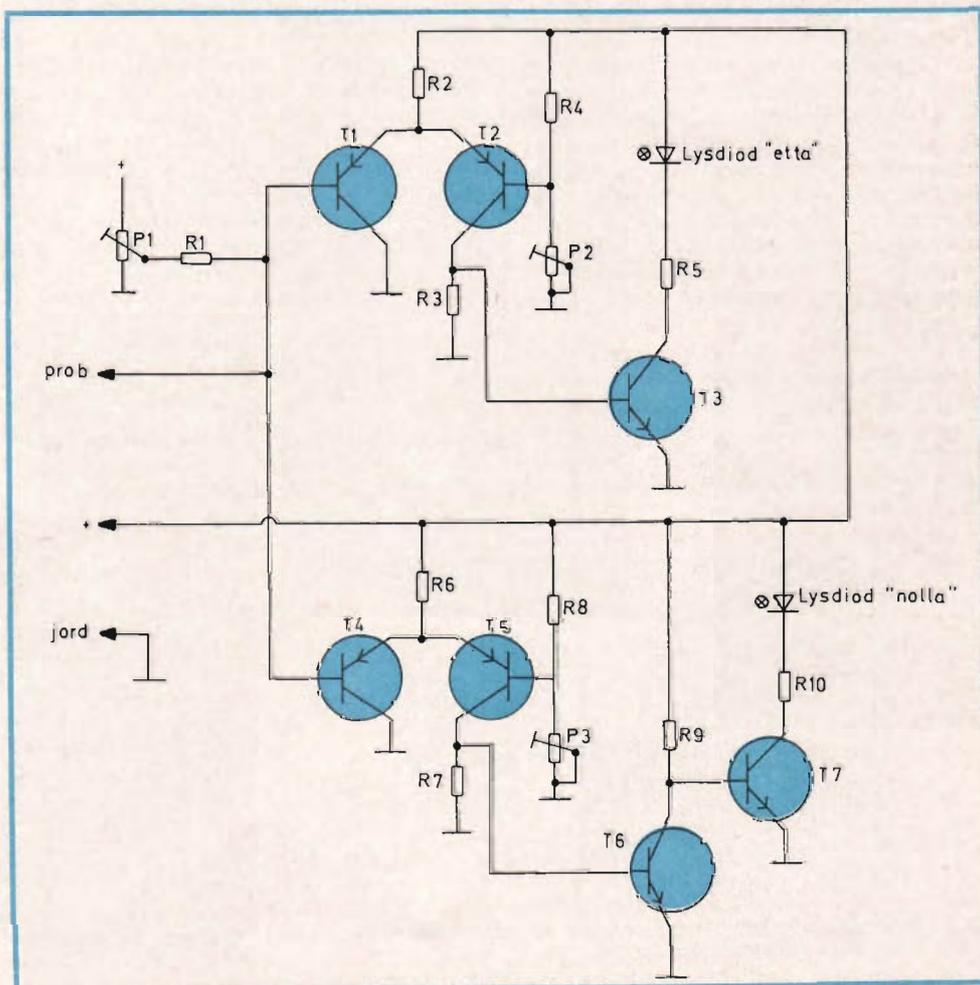 R2
R4
T1
T2
Lysdiod "etta"
+
P1
R1
P2
R3
R5
prob
T3
+
R6
R8
Lysdiod "nolla"
jord
T4
T5
R10
P3
R9
R7
T7
T6